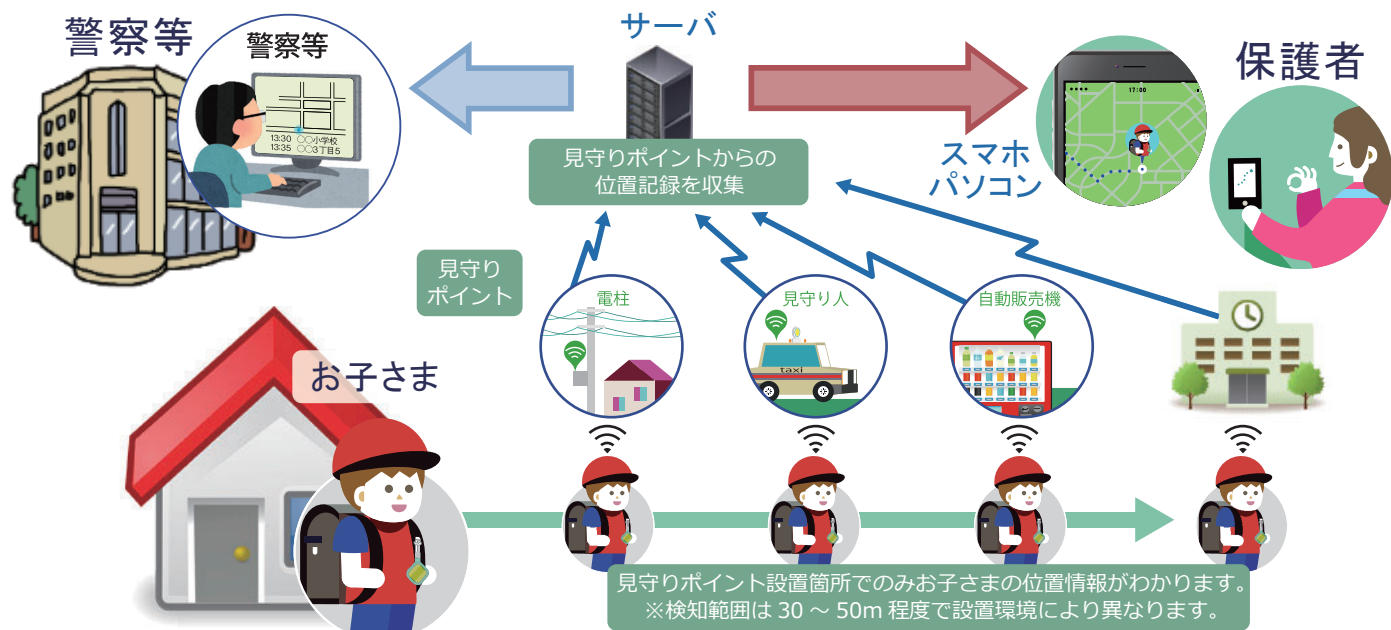 警察等
警察等
13:30 ○○小学校
13:35 ○○3丁目5
サーバ
見守りポイントからの
位置記録を収集
17:00
スマホ
パソコン
保護者
見守り
ポイント
電柱
見守り人
taxi
自動販売機
お子さま
見守りポイント設置箇所でのみお子さまの位置情報がわかります。
※検知範囲は 30 ～ 50m 程度で設置環境により異なります。